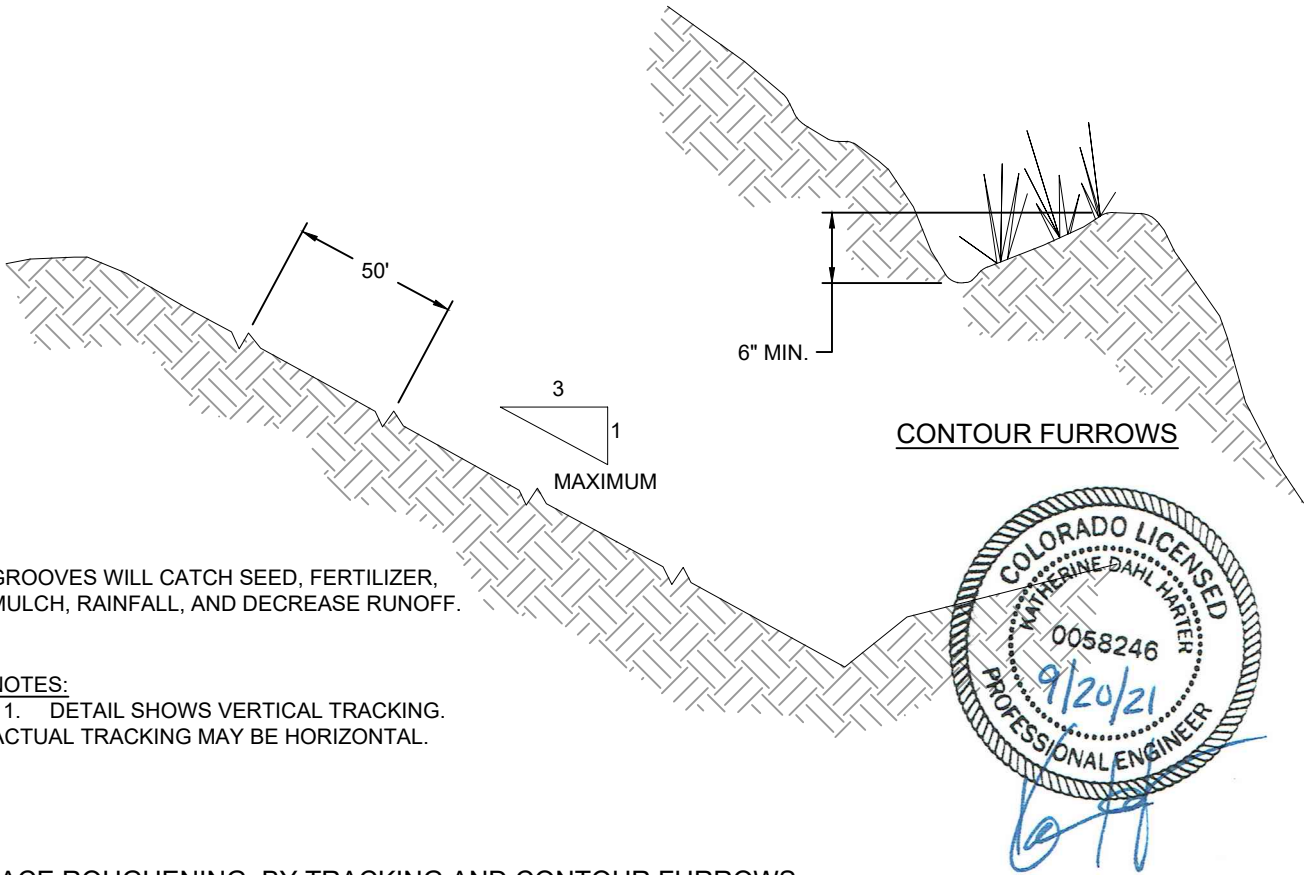 50'
6" MIN.
3
1
MAXIMUM
CONTOUR FURROWS
GROOVES WILL CATCH SEED, FERTILIZER,
MULCH, RAINFALL, AND DECREASE RUNOFF.
NOTES:
1. DETAIL SHOWS VERTICAL TRACKING.
ACTUAL TRACKING MAY BE HORIZONTAL.
COLORADO LICENSED
KATHERINE DAHL HARTER
0058246
9/20/21
PROFESSIONAL ENGINEER